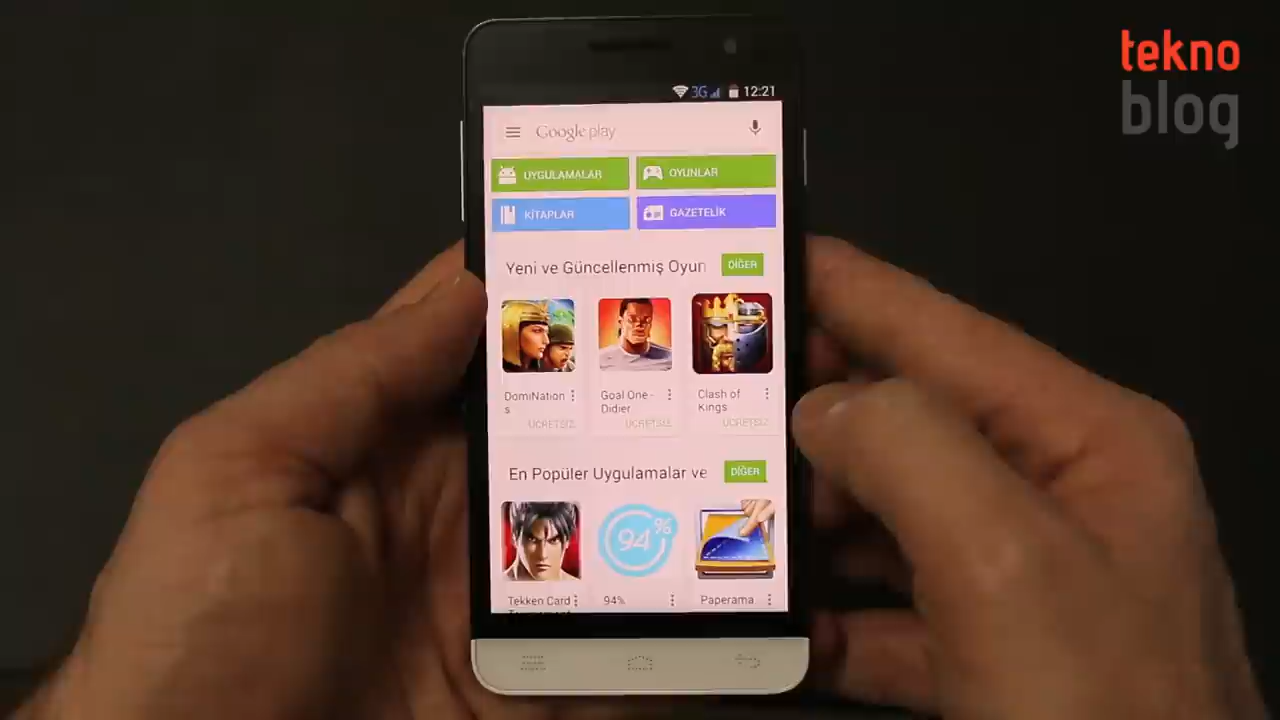 tekno
blog
3G 12:21
Google play
UYGULAMALAR
OYUNLAR
KİTAPLAR
GAZETELİK
Yeni ve Güncellenmiş Oyun
DİĞER
DomiNation
s
ÜCRETSİZ
Goal One -
Didier
ÜCRETSİZ
Clash of
Kings
ÜCRETSİZ
En Popüler Uygulamalar ve
DİĞER
94%
Tekken Card
94%
Paperama